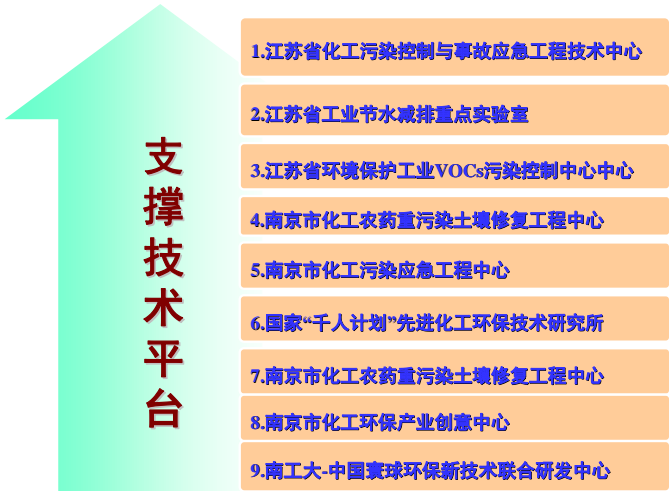 支撑技术平台
1.江苏省化工污染控制与事故应急工程技术中心
2.江苏省工业节水减排重点实验室
3.江苏省环境保护工业VOCs污染控制中心中心
4.南京市化工农药重污染土壤修复工程中心
5.南京市化工污染应急工程中心
6.国家“千人计划”先进化工环保技术研究所
7.南京市化工农药重污染土壤修复工程中心
8.南京市化工环保产业创意中心
9.南工大-中国寰球环保新技术联合研发中心